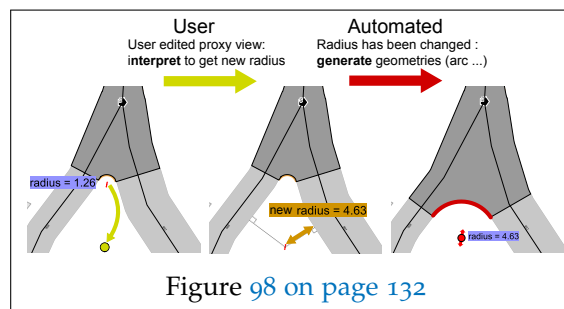 User
User edited proxy view:
interpret to get new radius
Automated
Radius has been changed :
generate geometries (arc ...)
radius = 1.26
new radius = 4.63
radius = 4.63
Figure 98 on page 132